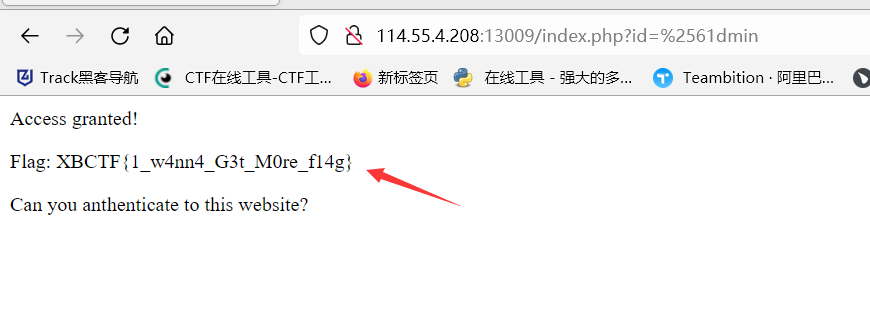 114.55.4.208:13009/index.php?id=%2561dmin
Track黑客导航 CTF在线工具-CTF工... 新标签页 在线工具 - 强大的多... Teambition · 阿里巴...
Access granted!
Flag: XBCTF{1_w4nn4_G3t_M0re_f14g}
Can you anthenticate to this website?